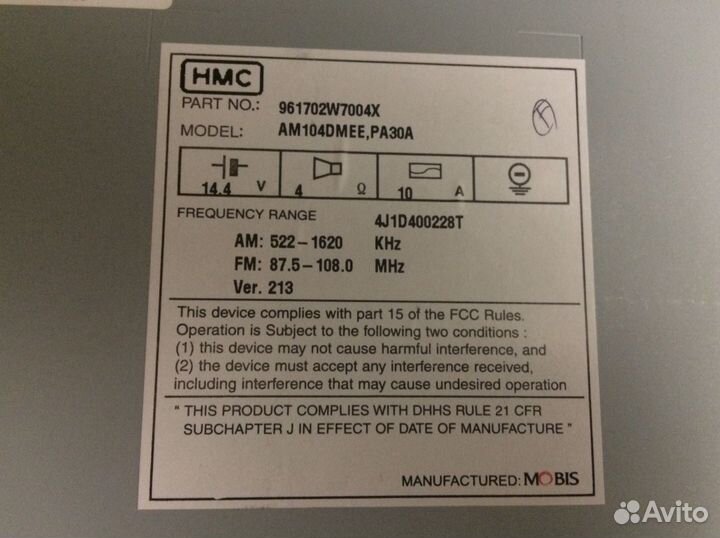 HMC
PART NO.: 961702W7004X
MODEL: AM104DMEE,PA30A
14.4 V 4 Ω 10 A
FREQUENCY RANGE 4J1D400228T
AM: 522-1620 KHz
FM: 87.5-108.0 MHz
Ver. 213
This device complies with part 15 of the FCC Rules.
Operation is Subject to the following two conditions :
(1) this device may not cause harmful interference, and
(2) the device must accept any interference received,
including interference that may cause undesired operation
" THIS PRODUCT COMPLIES WITH DHHS RULE 21 CFR
SUBCHAPTER J IN EFFECT OF DATE OF MANUFACTURE "
MANUFACTURED: MOBIS
Avito